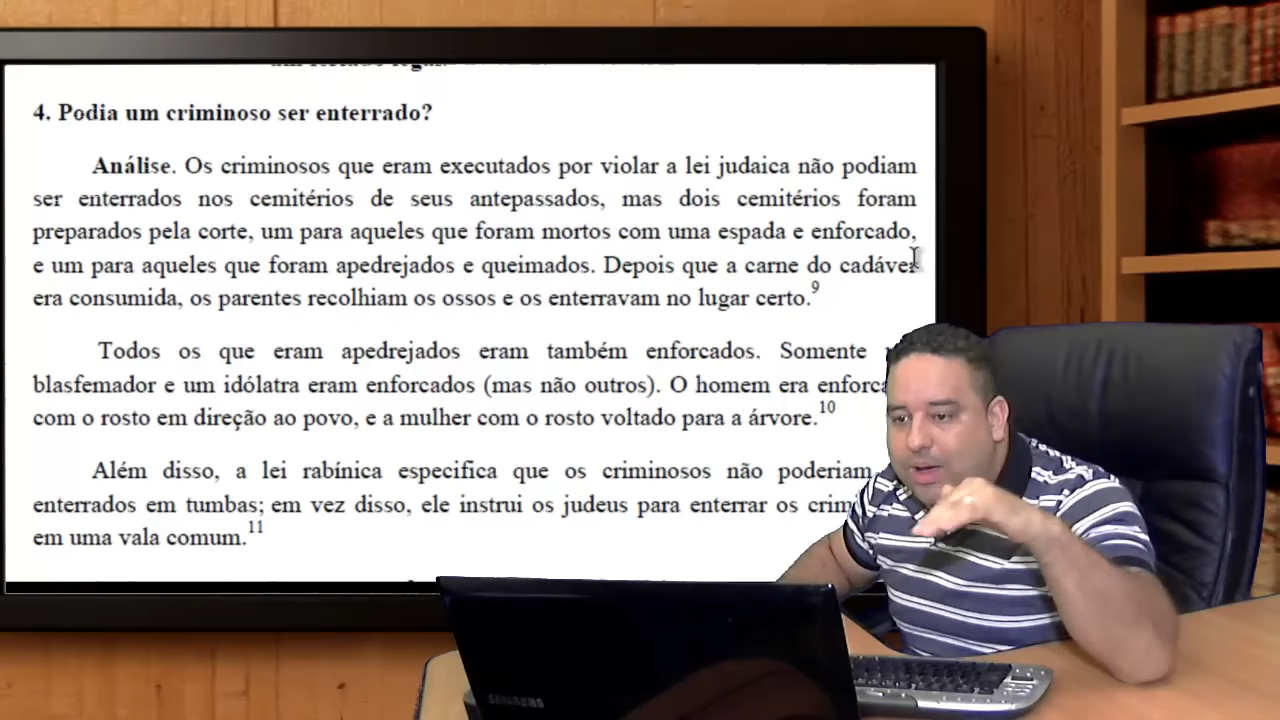 4. Podia um criminoso ser enterrado?
Análise. Os criminosos que eram executados por violar a lei judaica não podiam
ser enterrados nos cemitérios de seus antepassados, mas dois cemitérios foram
preparados pela corte, um para aqueles que foram mortos com uma espada e enforcado,
e um para aqueles que foram apedrejados e queimados. Depois que a carne do cadáver
era consumida, os parentes recolhiam os ossos e os enterravam no lugar certo.9
Todos os que eram apedrejados eram também enforcados. Somente
blasfemador e um idólatra eram enforcados (mas não outros). O homem era
com o rosto em direção ao povo, e a mulher com o rosto voltado para a árvore.10
Além disso, a lei rabínica especifica que os criminosos não poderiam
enterrados em tumbas; em vez disso, ele instrui os judeus para enterrar os
em uma vala comum.11
SAMSUNG